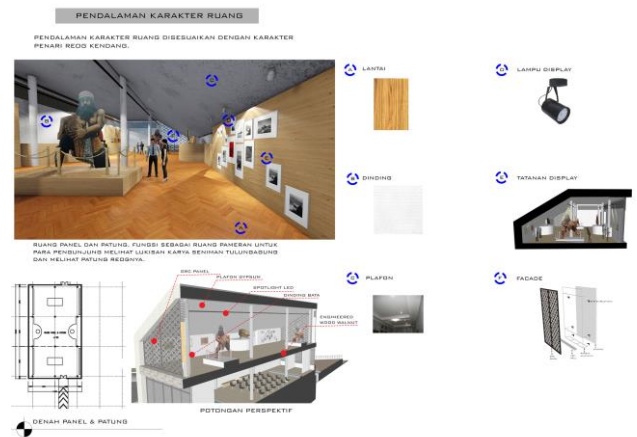 PENDALAMAN KARAKTER RUANG
PENDALAMAN KARAKTER RUANG DISESUAIKAN DENGAN KARAKTER
PENARI REOG KENDANG.
A LANTAI
D LAMPU DISPLAY
B DINDING
E TATANAN DISPLAY
RUANG PANEL DAN PATUNG, FUNGSI SEBAGAI RUANG PAMERAN UNTUK
PARA PENGUNJUNG MELIHAT LUKISAN KARYA SENIMAN TULUNGAGUNG
DAN MELIHAT PATUNG REOGNYA.
C PLAFON
FACADE
GRC PANEL
PLAFON GYPSUM
SPOTLIGHT LED
DINDING BATA
ENGINEERED
WOOD WALNUT
POTONGAN PERSPEKTIF
DENAH PANEL & PATUNG